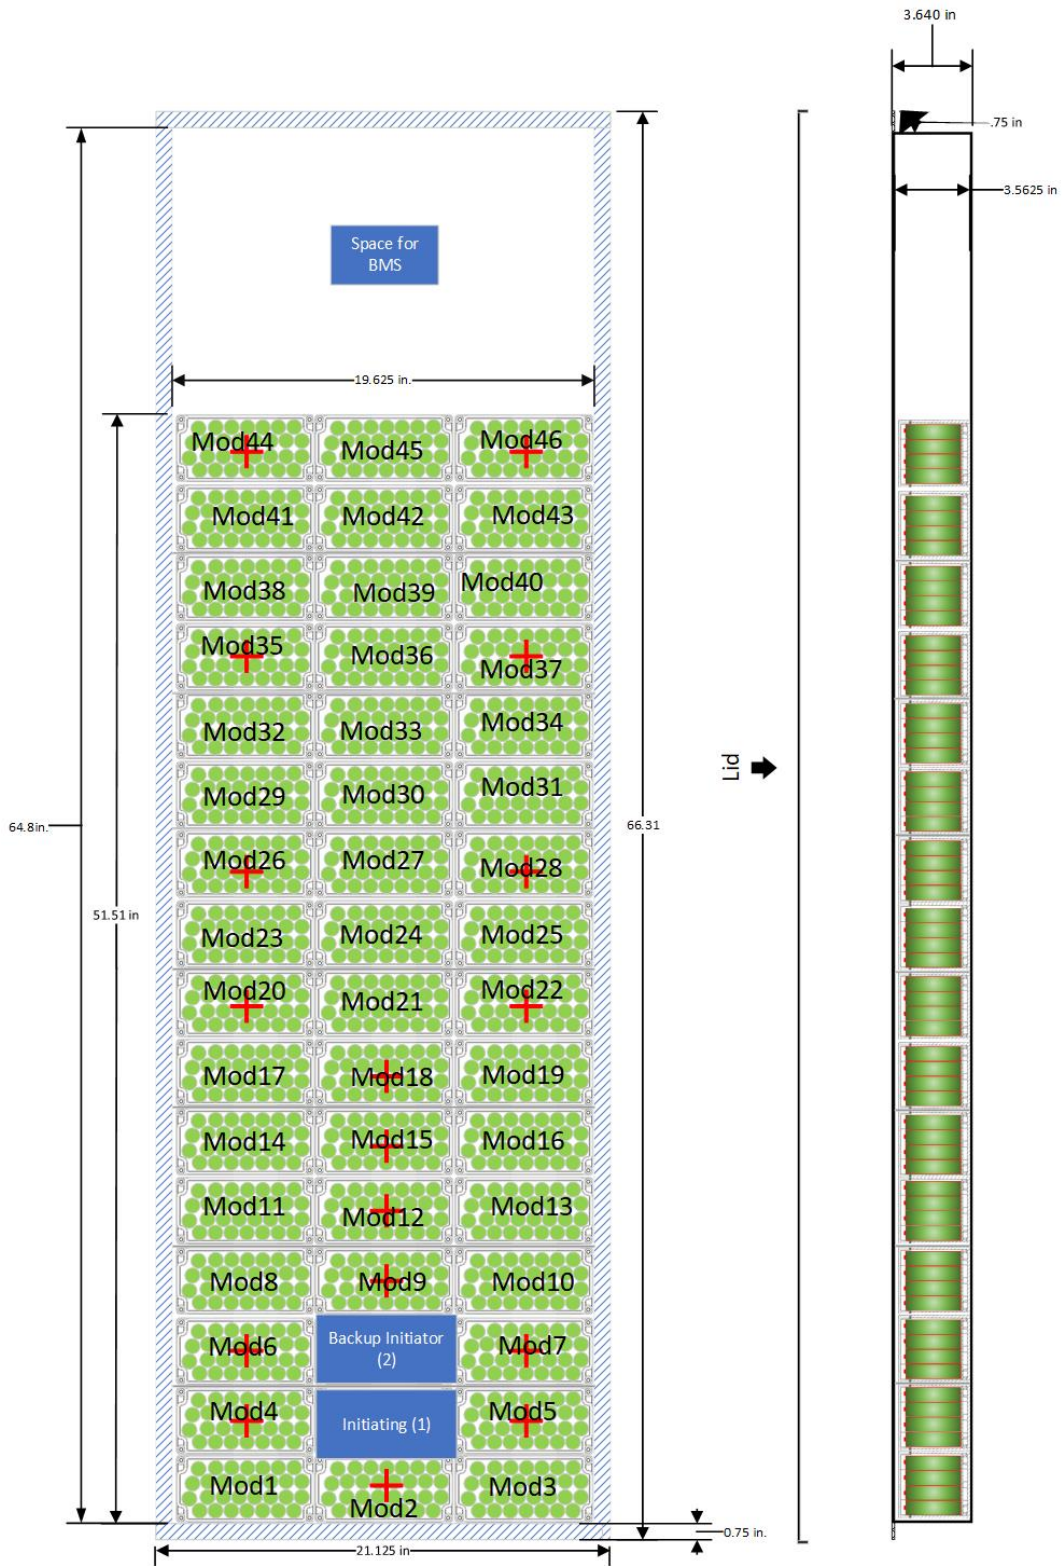 3.640 in
.75 in
3.5625 in
Space for
BMS
19.625 in.
Mod44 Mod45 Mod46
Mod41 Mod42 Mod43
Mod38 Mod39 Mod40
Mod35 Mod36 Mod37
Mod32 Mod33 Mod34
Lid
Mod29 Mod30 Mod31
64.8in.
66.31
Mod26 Mod27 Mod28
51.51 in
Mod23 Mod24 Mod25
Mod20 Mod21 Mod22
Mod17 Mod18 Mod19
Mod14 Mod15 Mod16
Mod11 Mod12 Mod13
Mod8 Mod9 Mod10
Mod6 Backup Initiator Mod7
(2)
Mod4 Initiating (1) Mod5
Mod1 Mod2 Mod3
0.75 in.
21.125 in